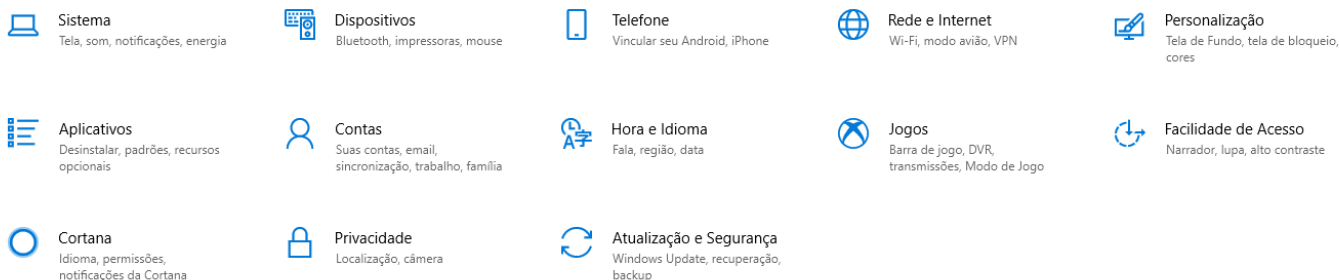 Sistema
Tela, som, notificações, energia
Dispositivos
Bluetooth, impressoras, mouse
Telefone
Vincular seu Android, iPhone
Rede e Internet
Wi-Fi, modo avião, VPN
Personalização
Tela de Fundo, tela de bloqueio,
cores
Aplicativos
Desinstalar, padrões, recursos
opcionais
Contas
Suas contas, email,
sincronização, trabalho, família
Hora e Idioma
Fala, região, data
Jogos
Barra de jogo, DVR,
transmissões, Modo de Jogo
Facilidade de Acesso
Narrador, lupa, alto contraste
Cortana
Idioma, permissões,
notificações da Cortana
Privacidade
Localização, câmera
Atualização e Segurança
Windows Update, recuperação,
backup